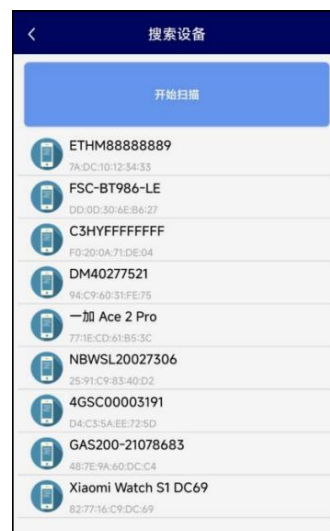 搜索设备
开始扫描
ETHM88888889
7A:DC:10:12:34:33
FSC-BT986-LE
DD:0D:30:6E:B6:27
C3HYFFFFFFFF
F0:20:0A:71:DE:04
DM40277521
94:C9:60:31:FE:75
一加 Ace 2 Pro
77:1E:CD:61:B5:3C
NBWSL20027306
25:91:C9:83:40:D2
4GSC00003191
D4:C3:5A:EE:72:5D
GAS200-21078683
48:7E:9A:60:DC:C4
Xiaomi Watch S1 DC69
82:77:16:C9:DC:69